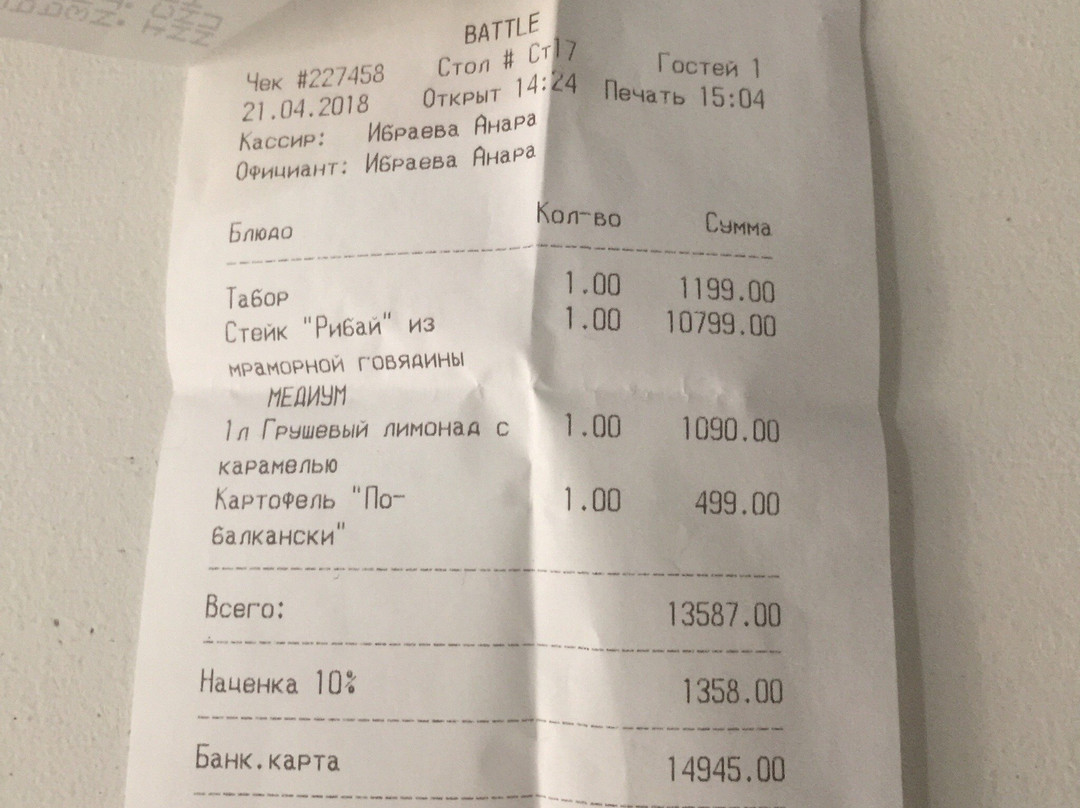 BATTLE
Чек #227458 Стол # Ст17 Гостей 1
21.04.2018 Открыт 14:24 Печать 15:04
Кассир: Ибраева Анара
Официант: Ибраева Анара
Блюдо Кол-во Сумма
Табор 1.00 1199.00
Стейк "Рибай" из 1.00 10799.00
мраморной говядины
МЕДИУМ
1л Грушевый лимонад с 1.00 1090.00
карамелью
Картофель "По- 1.00 499.00
балкански"
Всего: 13587.00
Наценка 10% 1358.00
Банк.карта 14945.00